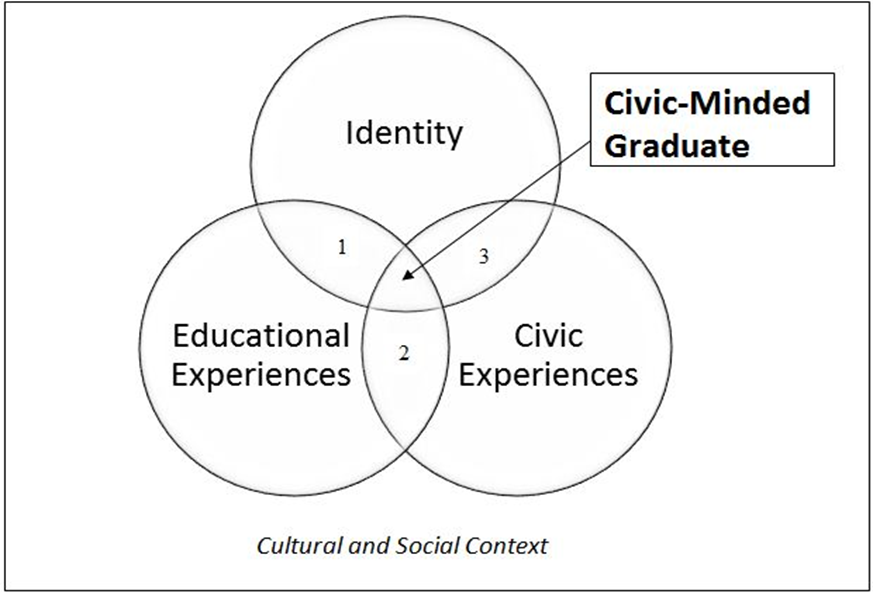 Identity
Civic-Minded
Graduate
1
3
Educational
Experiences
2
Civic
Experiences
Cultural and Social Context